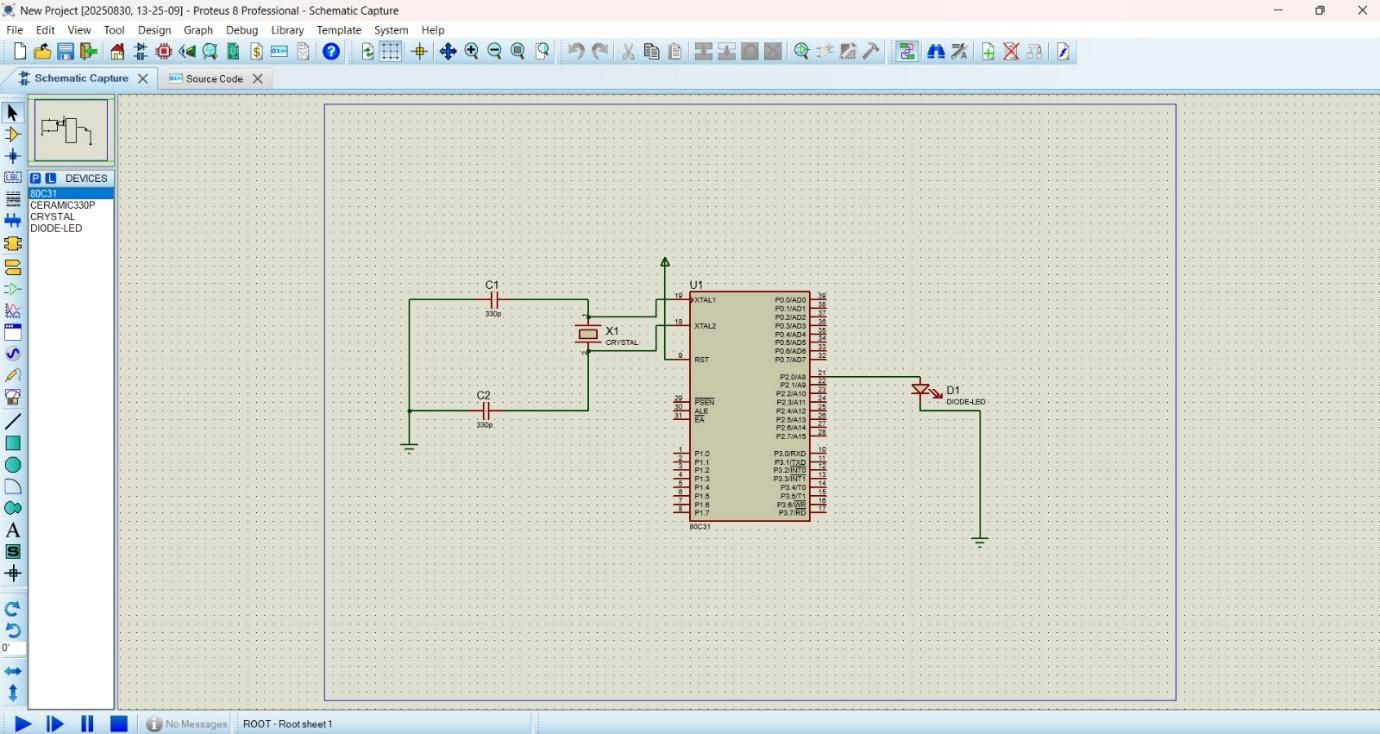 New Project [20250830, 13-25-09] - Proteus 8 Professional - Schematic Capture
File Edit View Tool Design Graph Debug Library Template System Help
Schematic Capture
Source Code
P L DEVICES
80C31
CERAMIC330P
CRYSTAL
DIODE-LED
LBL
A
S
0°
C1
330p
C2
330p
1
X1
CRYSTAL
2
U1
19 XTAL1
18 XTAL2
9 RST
29 PSEN
30 ALE
31 EA
1 P1.0
2 P1.1
3 P1.2
4 P1.3
5 P1.4
6 P1.5
7 P1.6
8 P1.7
P0.0/AD0 39
P0.1/AD1 38
P0.2/AD2 37
P0.3/AD3 36
P0.4/AD4 35
P0.5/AD5 34
P0.6/AD6 33
P0.7/AD7 32
P2.0/A8 21
P2.1/A9 22
P2.2/A10 23
P2.3/A11 24
P2.4/A12 25
P2.5/A13 26
P2.6/A14 27
P2.7/A15 28
P3.0/RXD 10
P3.1/TXD 11
P3.2/INT0 12
P3.3/INT1 13
P3.4/T0 14
P3.5/T1 15
P3.6/WR 16
P3.7/RD 17
80C31
D1
DIODE-LED
No Messages
ROOT - Root sheet 1